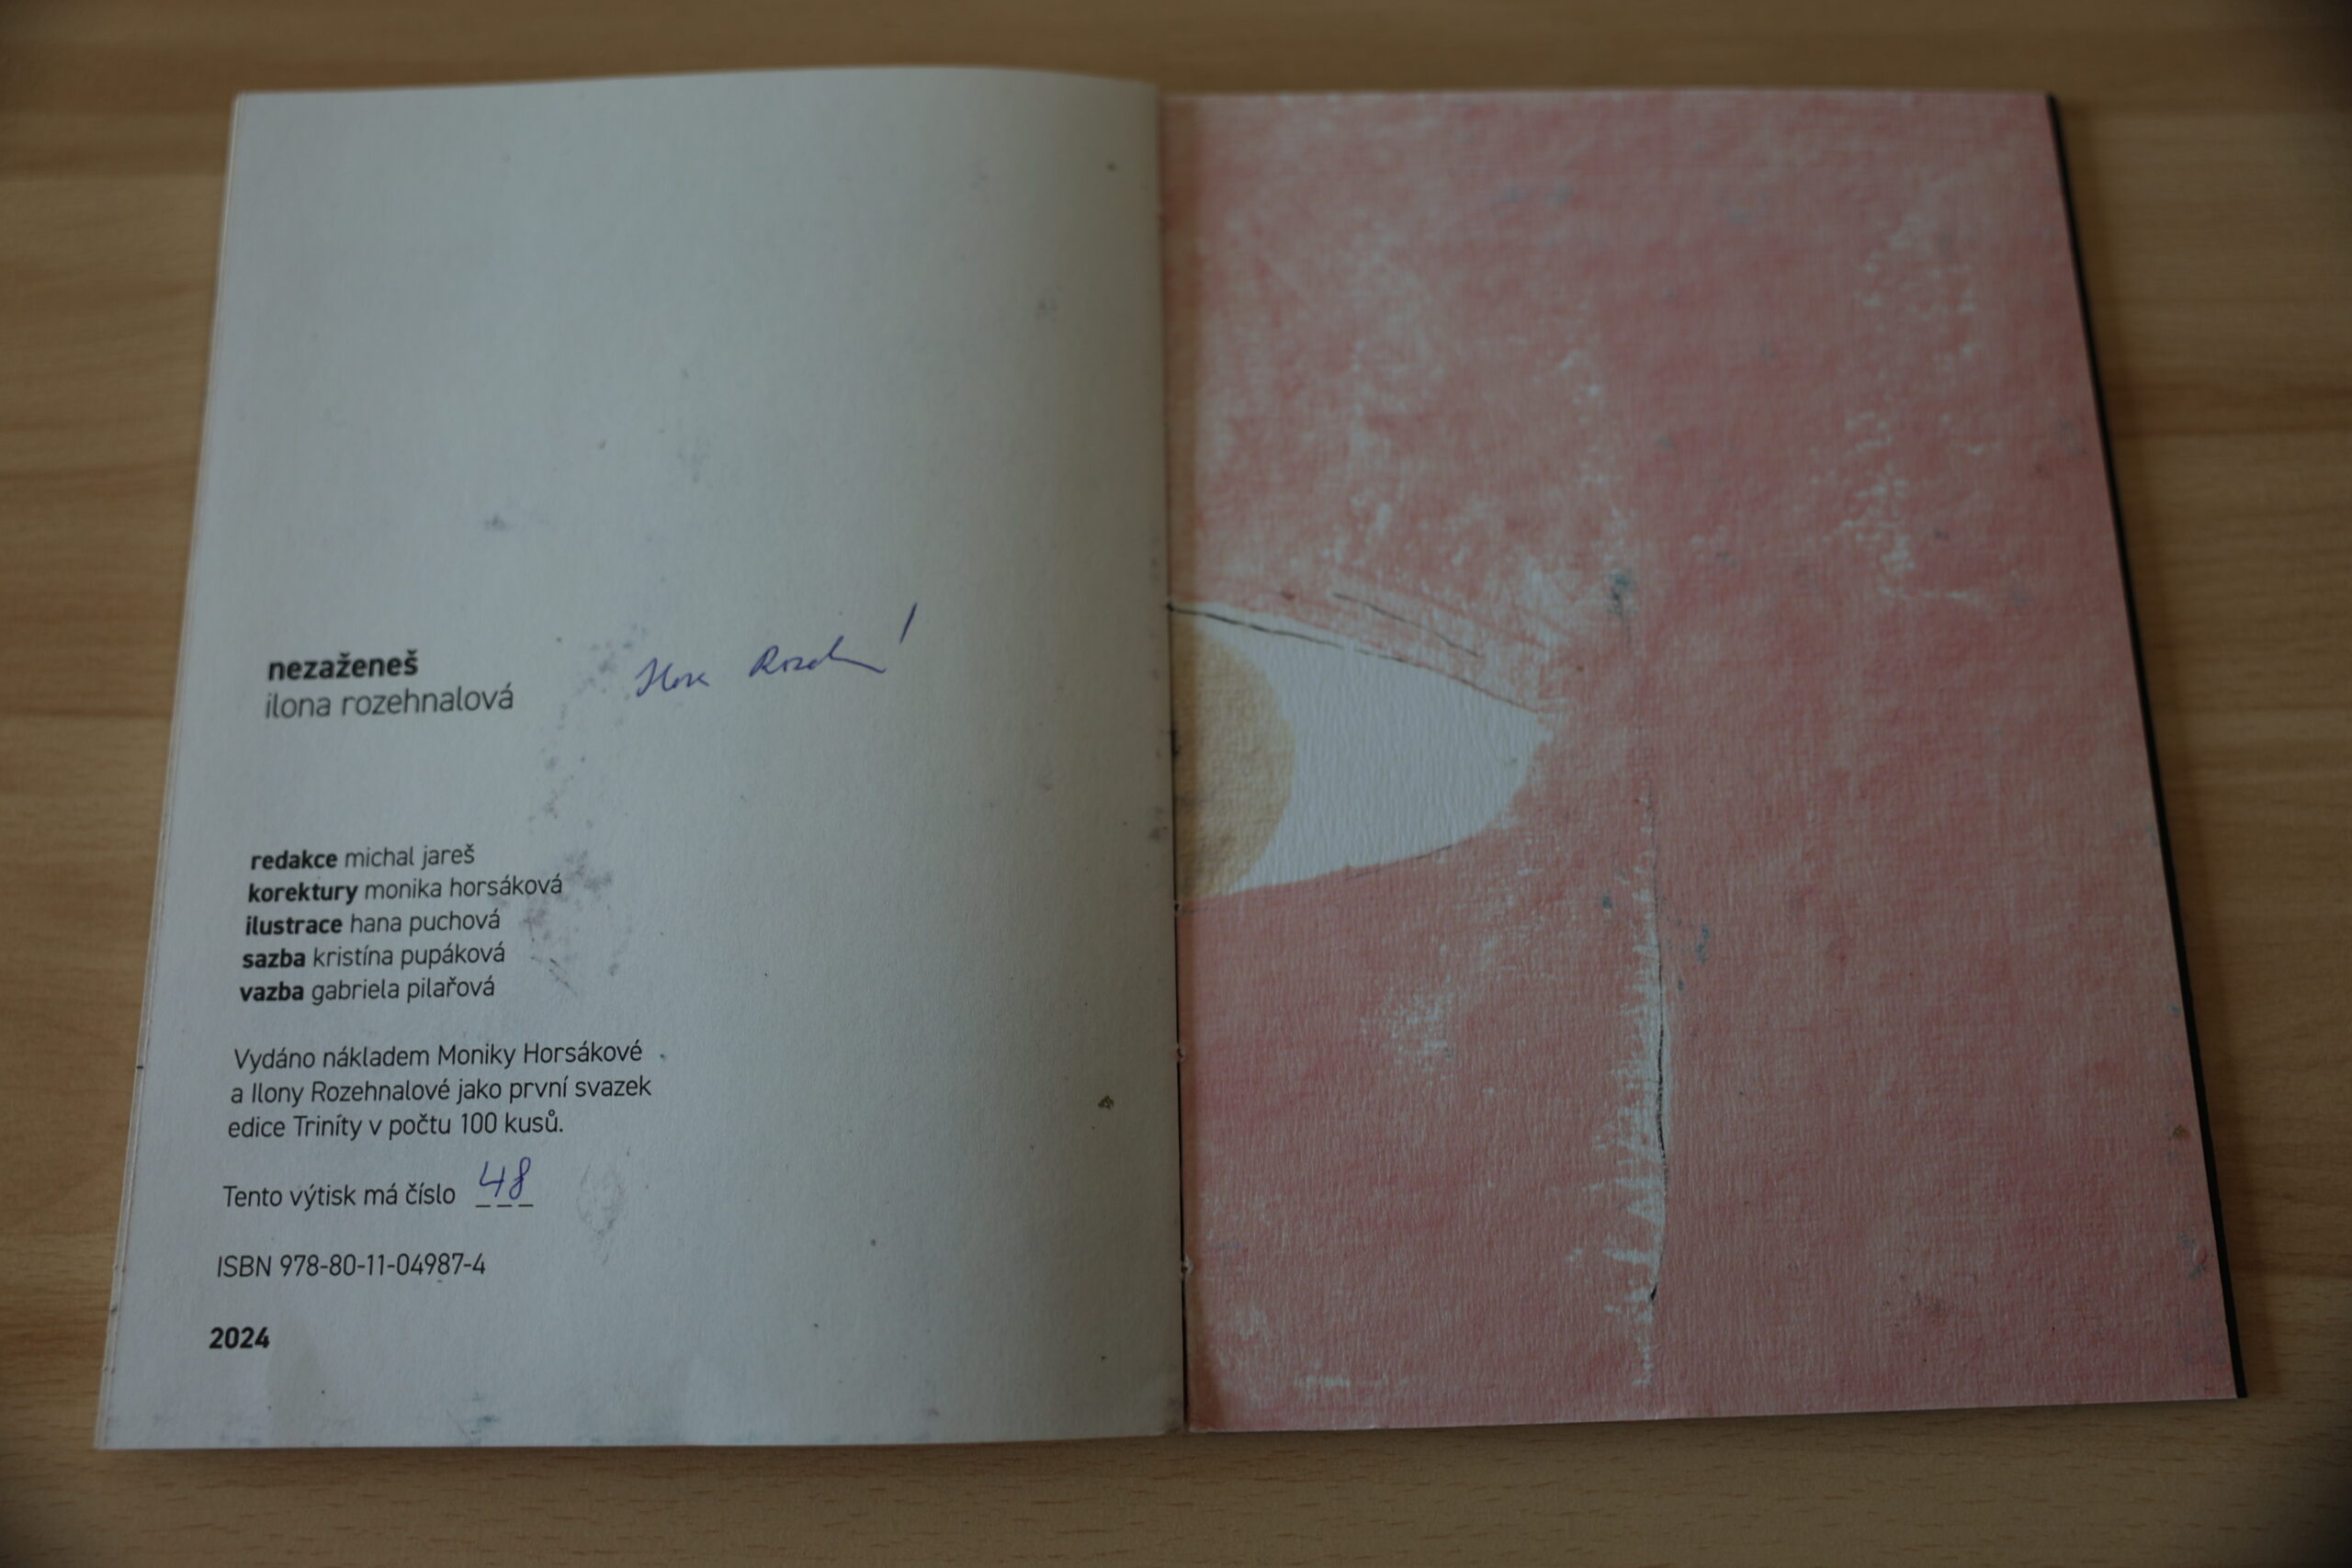 nezaženeš
ilona rozehnalová
Ilona
redakce michal jareš
korektury monika horsáková
ilustrace hana puchová
sazba kristína pupáková
vazba gabriela pilařová
Vydáno nákladem Moniky Horsákové
a Ilony Rozehnalové jako první svazek
edice Triníty v počtu 100 kusů.
Tento výtisk má číslo 48
ISBN 978-80-11-04987-4
2024